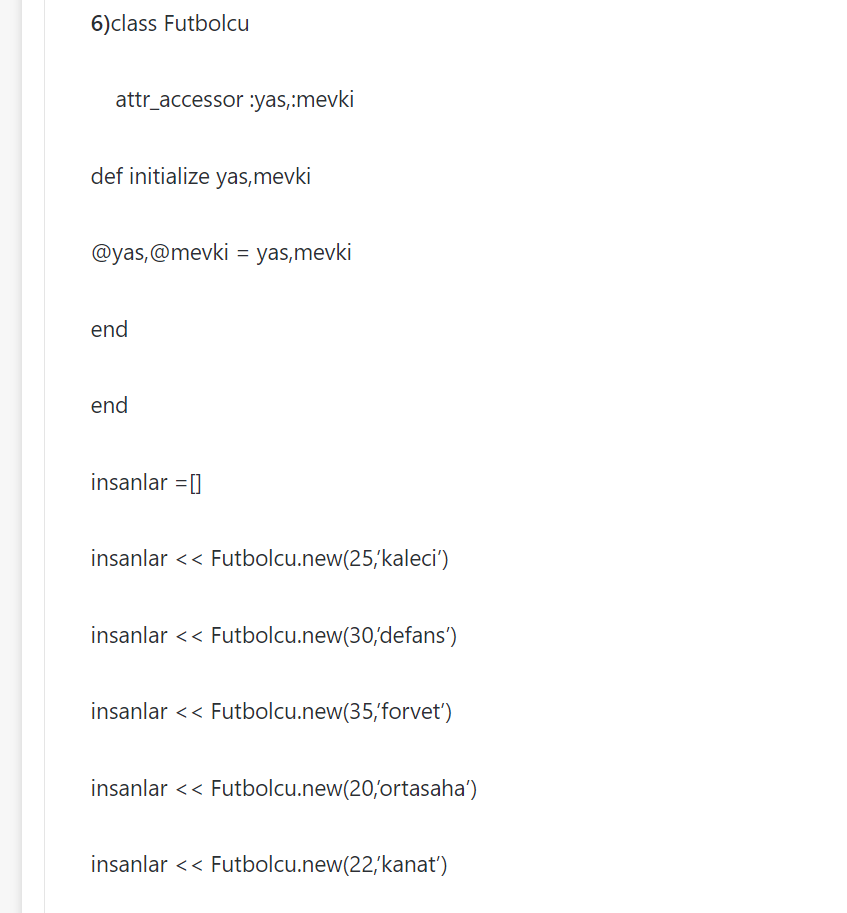 6)class Futbolcu
attr_accessor :yas,:mevki
def initialize yas,mevki
@yas,@mevki = yas,mevki
end
end
insanlar =[]
insanlar << Futbolcu.new(25,’kaleci’)
insanlar << Futbolcu.new(30,’defans’)
insanlar << Futbolcu.new(35,’forvet’)
insanlar << Futbolcu.new(20,’ortasaha’)
insanlar << Futbolcu.new(22,’kanat’)